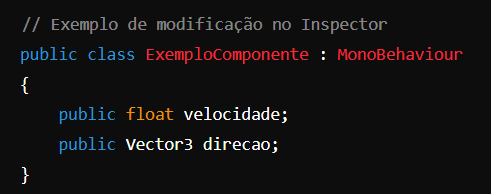 // Exemplo de modificação no Inspector
public class ExemploComponente : MonoBehaviour
{
    public float velocidade;
    public Vector3 direcao;
}